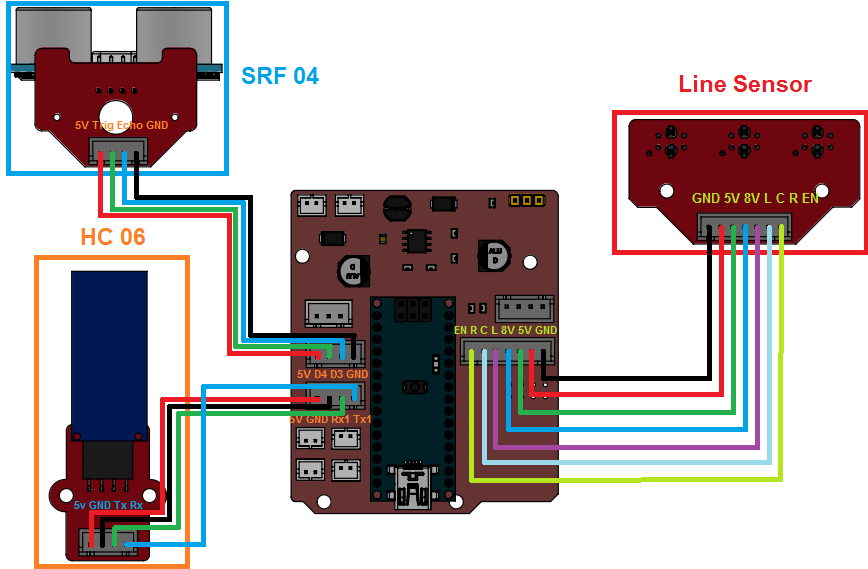 SRF 04
5V Trig Echo GND
Line Sensor
GND 5V 8V L C R EN
HC 06
5v GND Tx Rx
EN R C L 8V 5V GND
5V D4 D3 GND
5V GND Rx1 Tx1